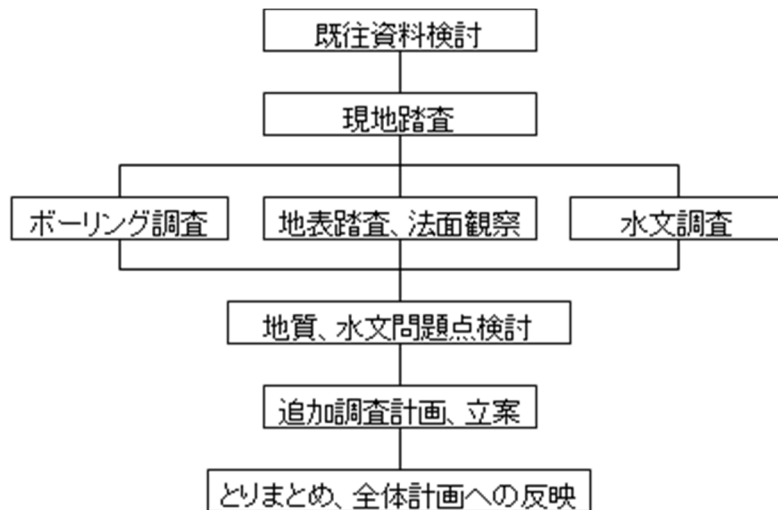 既往資料検討
現地踏査
ボーリング調査
地表踏査、法面観察
水文調査
地質、水文問題点検討
追加調査計画、立案
とりまとめ、全体計画への反映